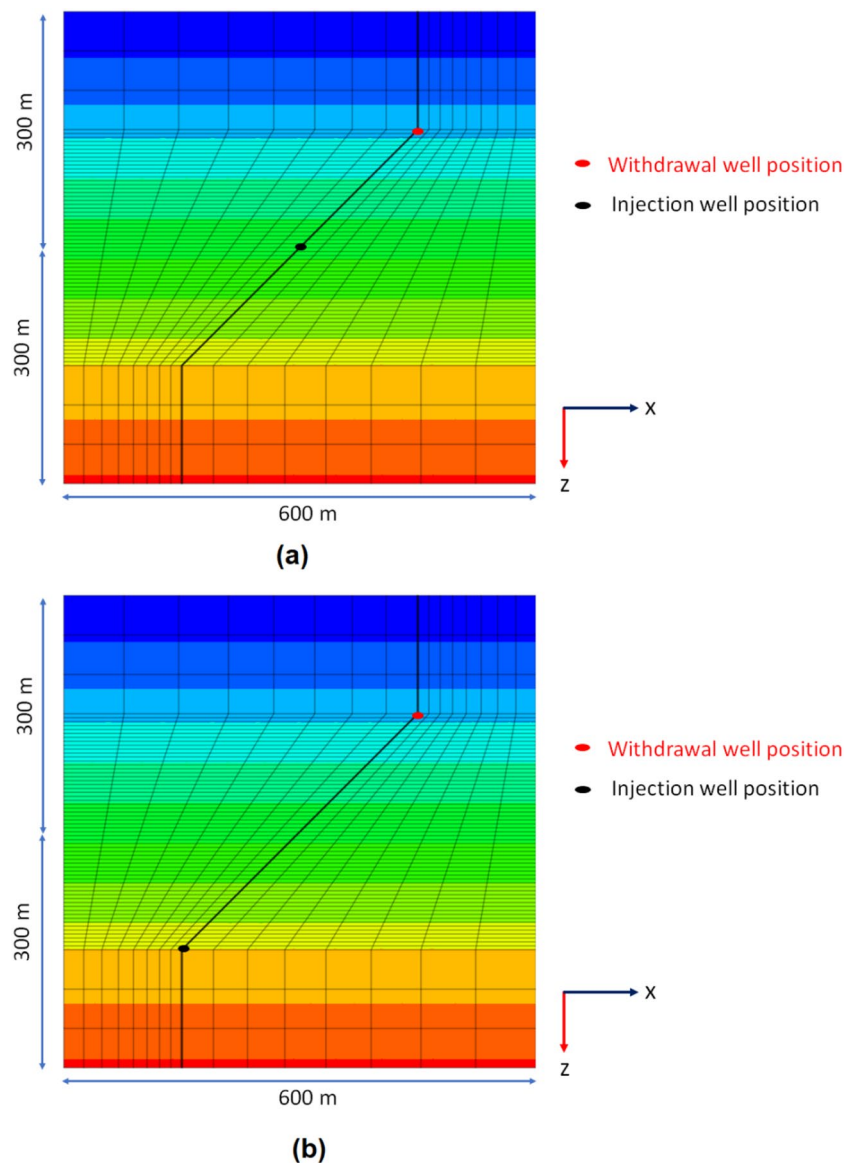 300 m
Withdrawal well position
Injection well position
300 m
X
Z
600 m
(a)
300 m
Withdrawal well position
Injection well position
300 m
X
Z
600 m
(b)